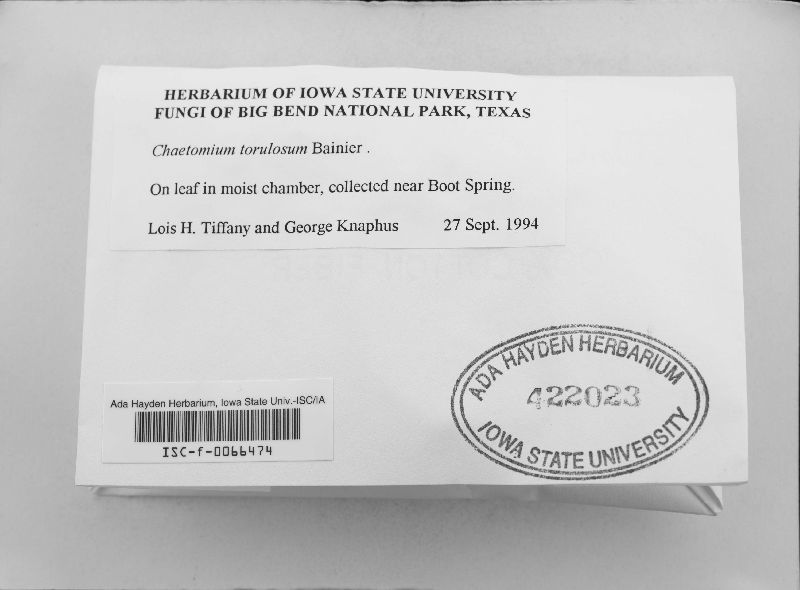 HERBARIUM OF IOWA STATE UNIVERSITY
FUNGI OF BIG BEND NATIONAL PARK, TEXAS
Chaetomium torulosum Bainier .
On leaf in moist chamber, collected near Boot Spring.
Lois H. Tiffany and George Knaphus 27 Sept. 1994
Ada Hayden Herbarium, Iowa State Univ.-ISC/IA
ISC-f-0066474
ADA HAYDEN HERBARIUM
422023
IOWA STATE UNIVERSITY